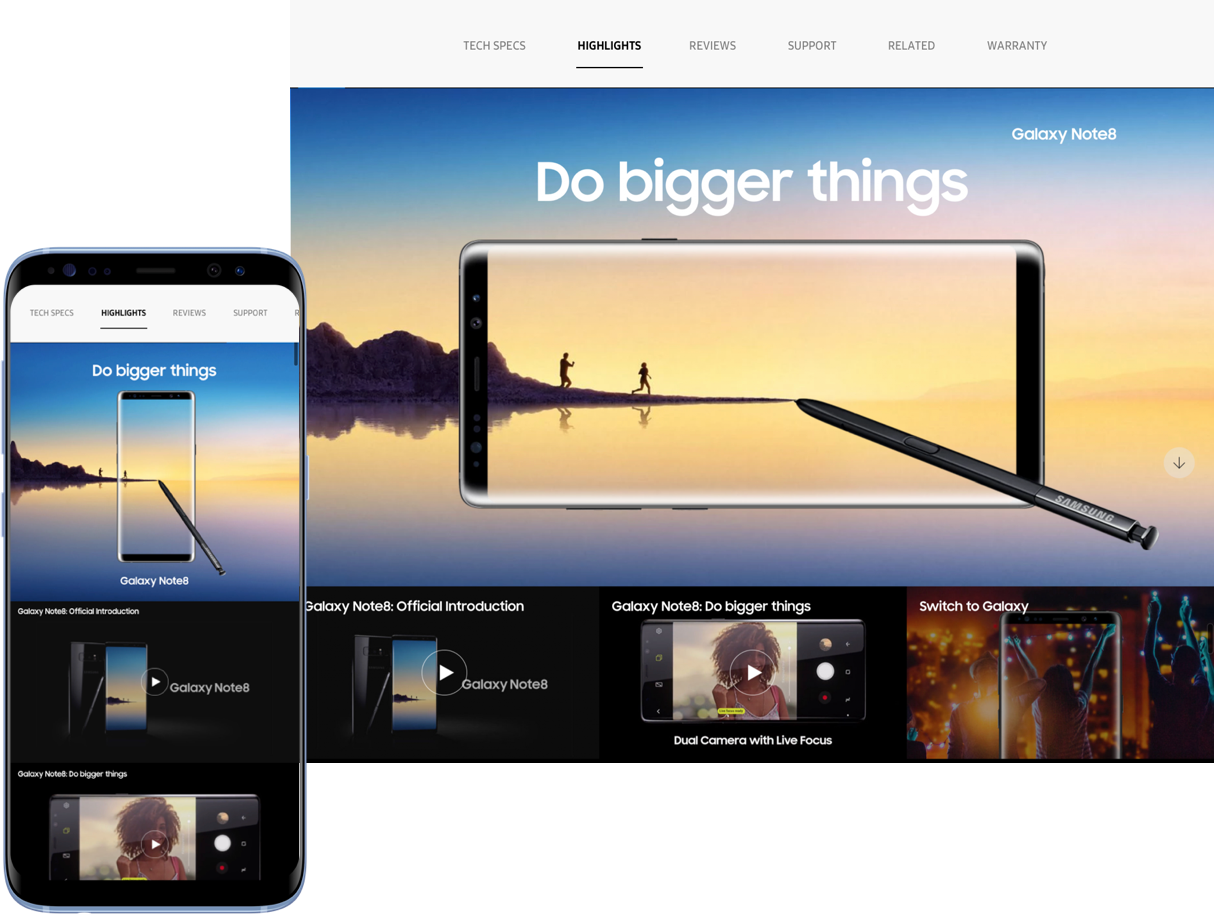 TECH SPECS HIGHLIGHTS REVIEWS SUPPORT RELATED WARRANTY
Galaxy Note8
Do bigger things
SAMSUNG
Galaxy Note8: Official Introduction
Galaxy Note8
Galaxy Note8: Do bigger things
Dual Camera with Live Focus
Switch to Galaxy
TECH SPECS HIGHLIGHTS REVIEWS SUPPORT R
Do bigger things
Galaxy Note8
Galaxy Note8: Official Introduction
Galaxy Note8
Galaxy Note8: Do bigger things